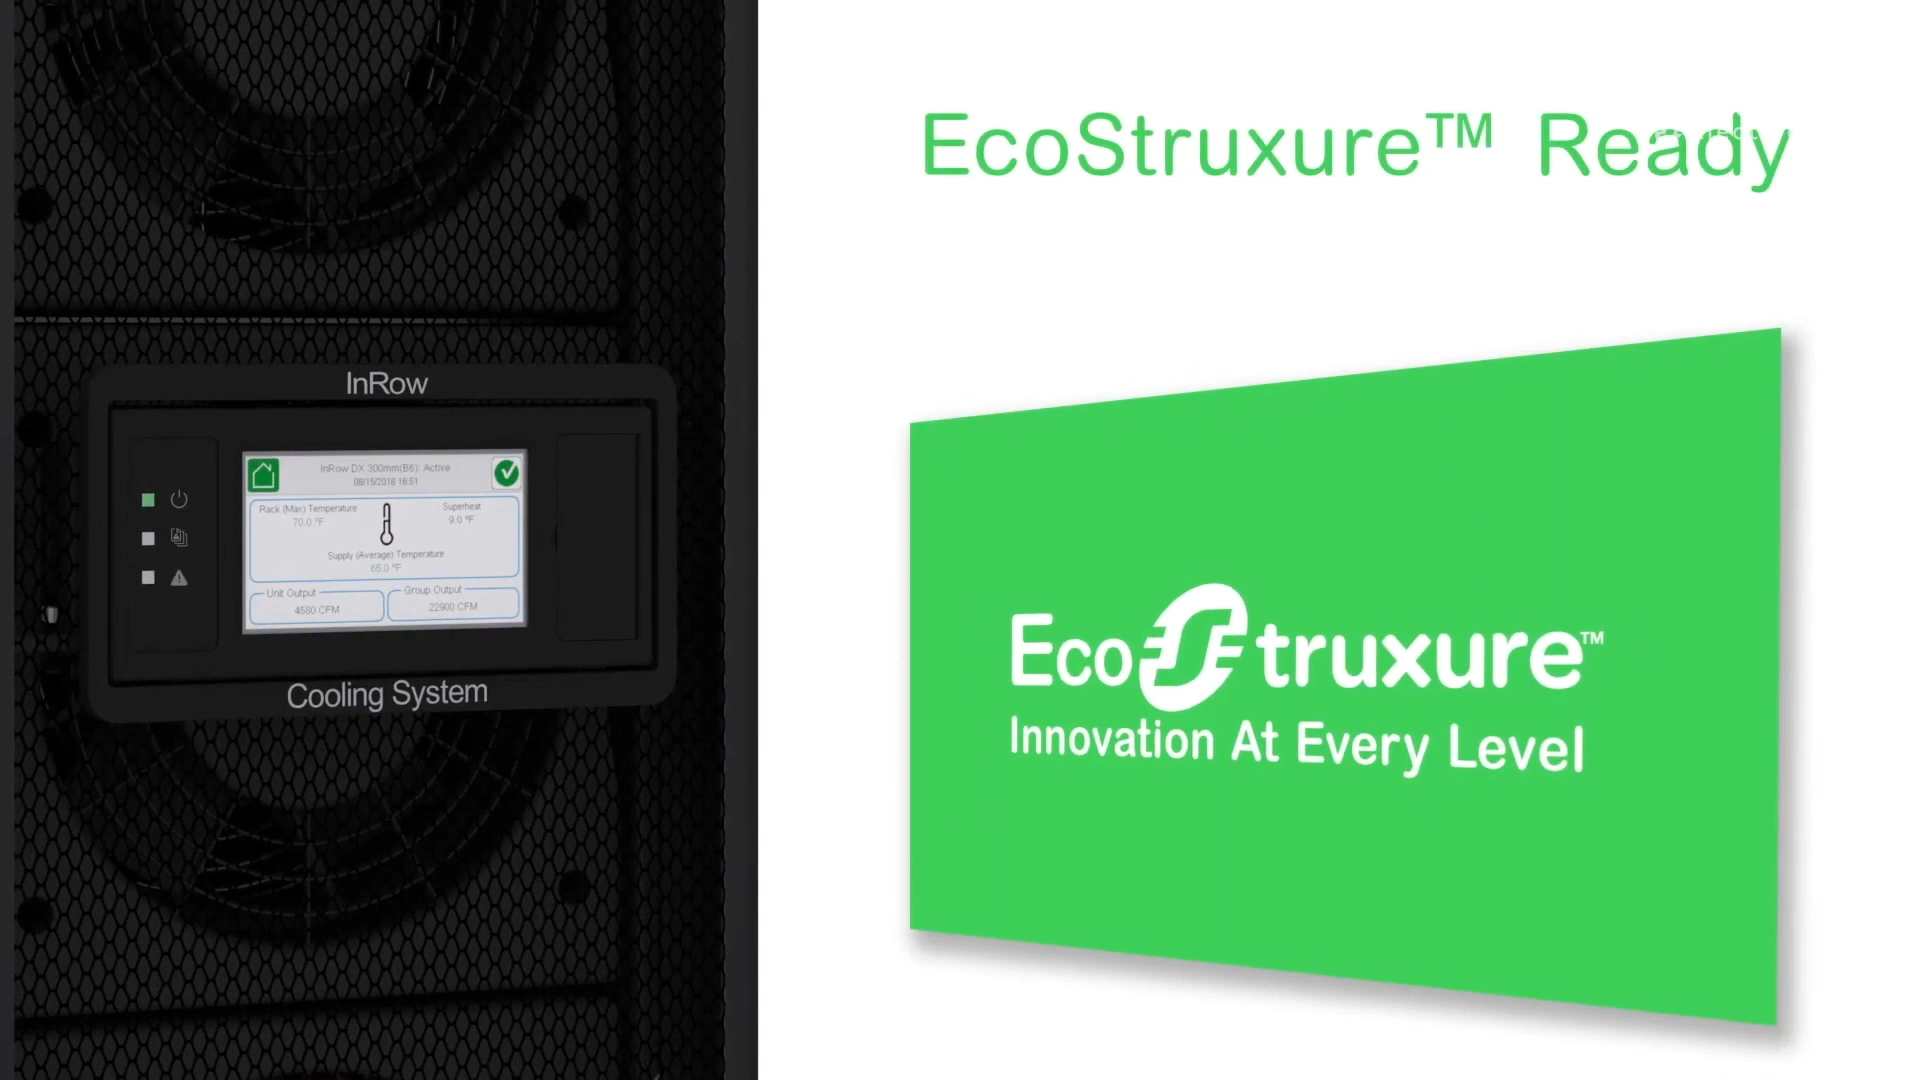 EcoStruxure™ Ready
InRow
InRow DX 300mm(B6): Active
08/15/2018 16:51
Rack (Max) Temperature
70.0 °F
Superheat
9.0 °F
Supply (Average) Temperature
65.0 °F
Unit Output
4580 CFM
Group Output
22900 CFM
Cooling System
EcoStruxure™
Innovation At Every Level